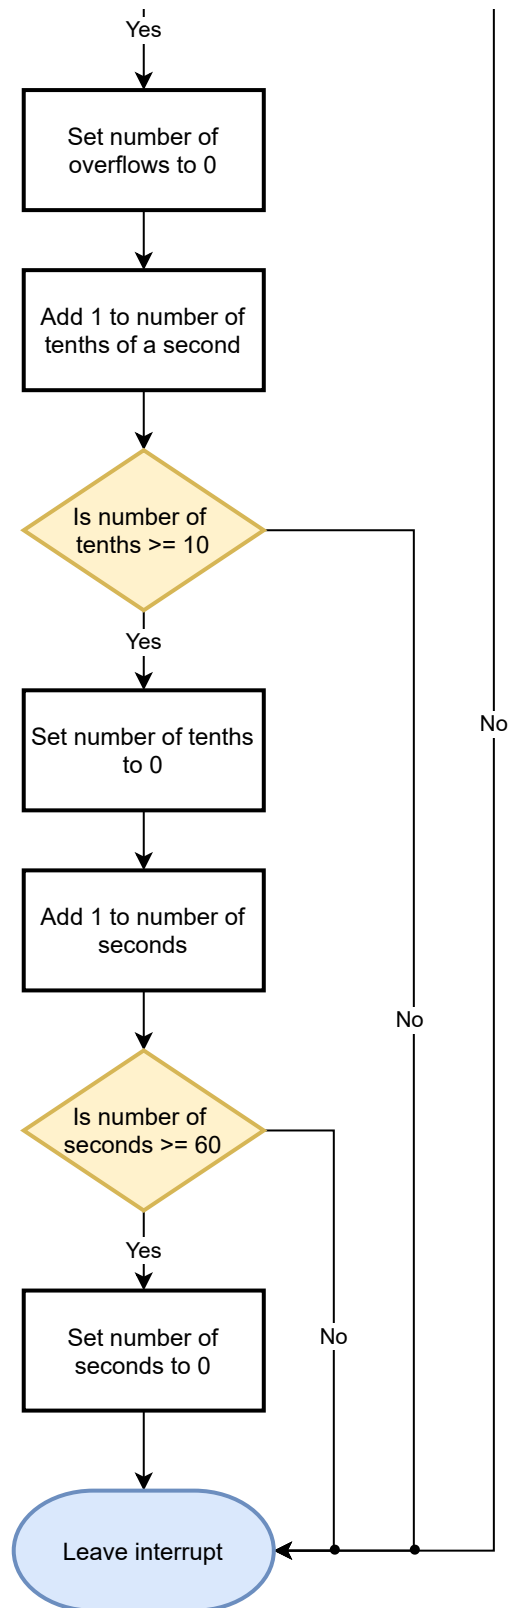 Yes
Set number of
overflows to 0
Add 1 to number of
tenths of a second
Is number of
tenths >= 10
Yes
Set number of tenths
to 0
No
Add 1 to number of
seconds
No
Is number of
seconds >= 60
Yes
Set number of
seconds to 0
No
Leave interrupt